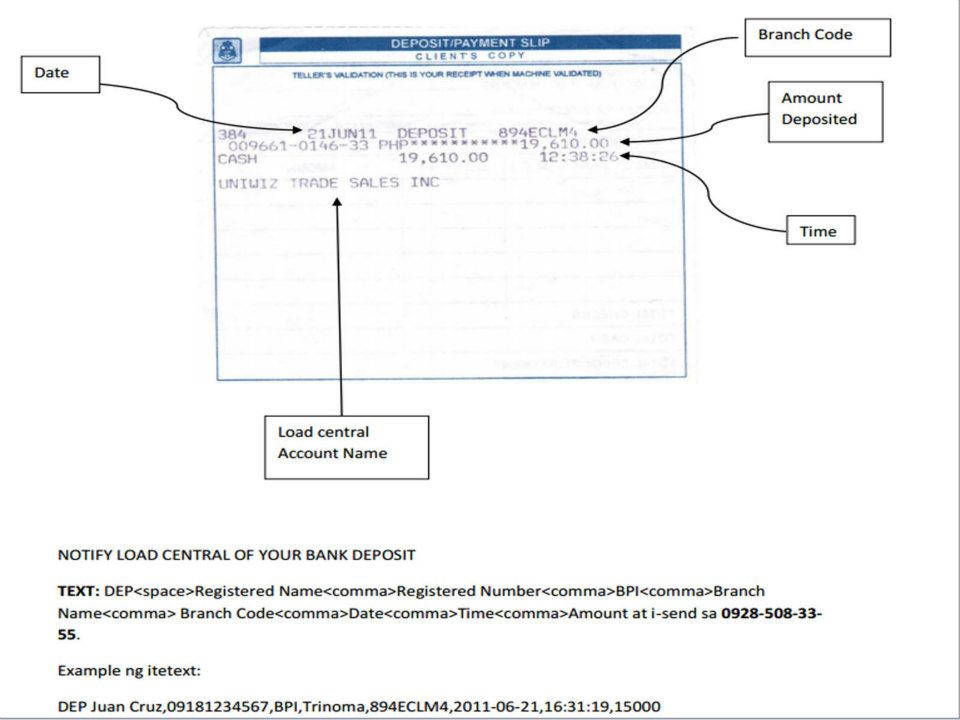 Branch Code
DEPOSIT/PAYMENT SLIP
CLIENT'S COPY
Date
TELLER'S VALIDATION (THIS IS YOUR RECEIPT WHEN MACHINE VALIDATED)
Amount
Deposited
384 21JUN11 DEPOSIT 894ECLM4
009661-0146-33 PHP***********19,610.00
CASH 19,610.00 12:38:26
UNIWIZ TRADE SALES INC
Time
TOTAL CHECKS
Load central
Account Name
NOTIFY LOAD CENTRAL OF YOUR BANK DEPOSIT
TEXT: DEP<space>Registered Name<comma>Registered Number<comma>BPI<comma>Branch
Name<comma> Branch Code<comma>Date<comma>Time<comma>Amount at i-send sa 0928-508-33-
55.
Example ng itetext:
DEP Juan Cruz,09181234567,BPI,Trinoma,894ECLM4,2011-06-21,16:31:19,15000